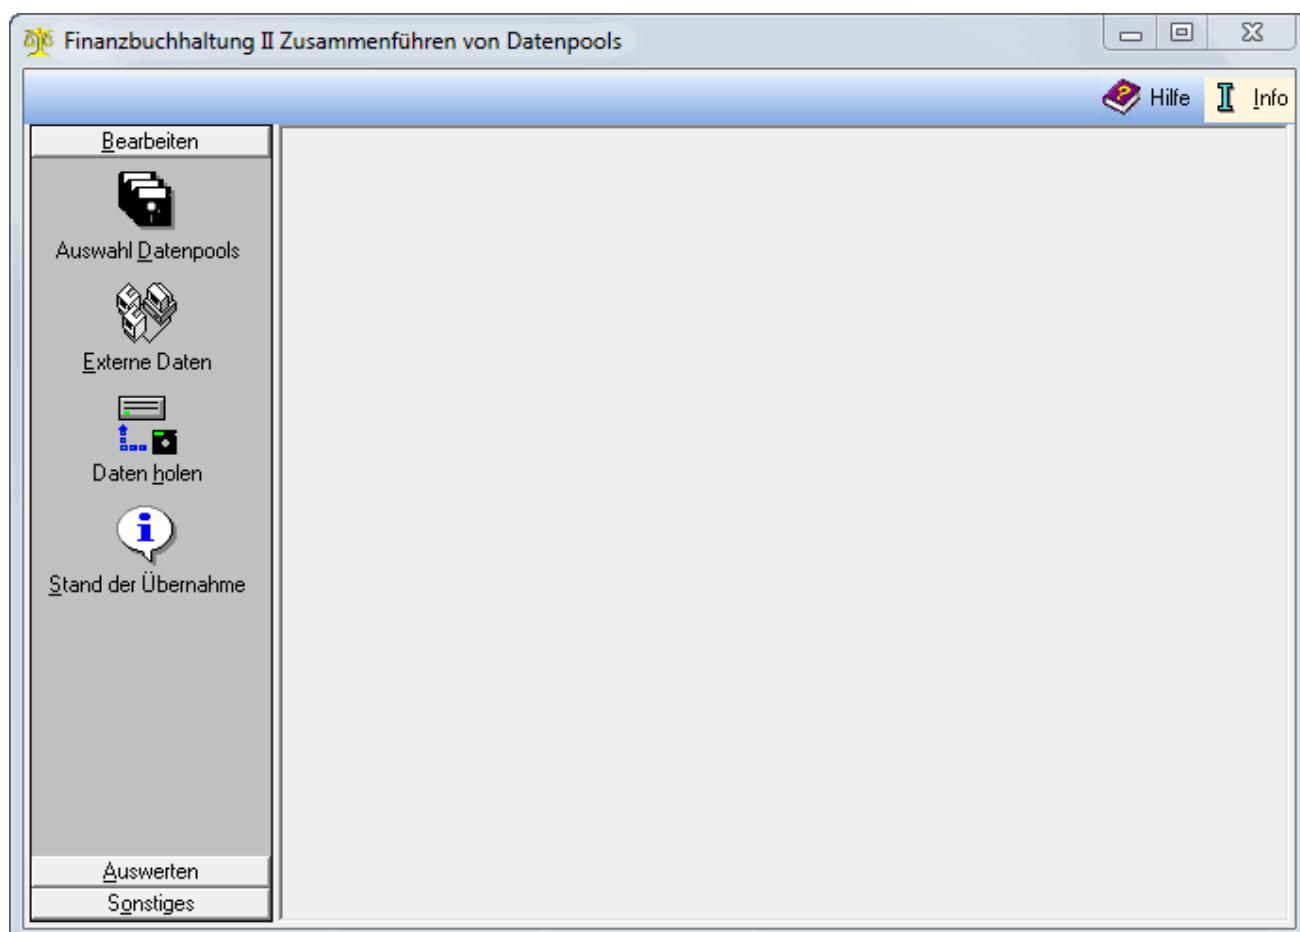 Finanzbuchhaltung II Zusammenführen von Datenpools
Hilfe Info
Bearbeiten
Auswahl Datenpools
Externe Daten
Daten holen
Stand der Übernahme
Auswerten
Sonstiges